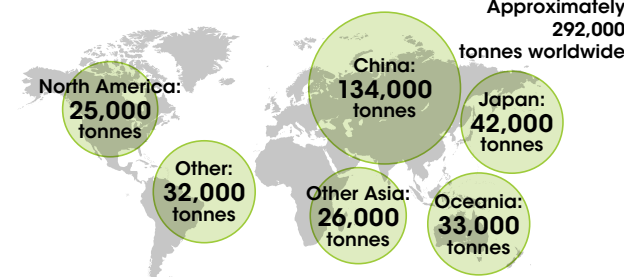 Approximately
292,000
tonnes worldwide
North America:
25,000
tonnes
China:
134,000
tonnes
Japan:
42,000
tonnes
Other:
32,000
tonnes
Other Asia:
26,000
tonnes
Oceania:
33,000
tonnes